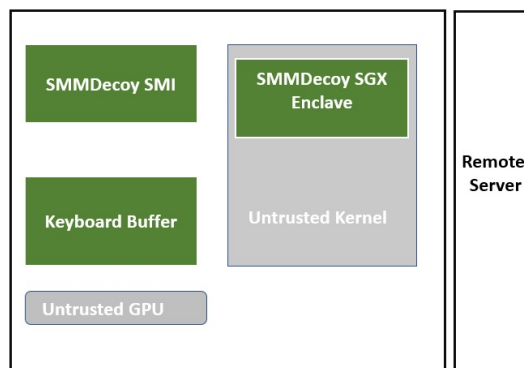 SMMDecoy SMI
SMMDecoy SGX
Enclave
Keyboard Buffer
Untrusted Kernel
Untrusted GPU
Remote
Server